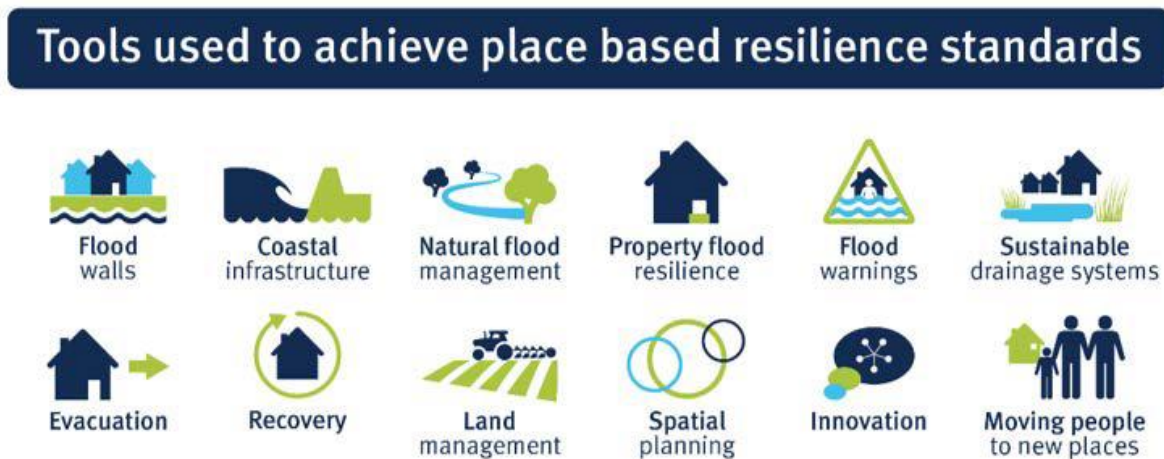 Tools used to achieve place based resilience standards
Flood
walls
Coastal
infrastructure
Natural flood
management
Property flood
resilience
Flood
warnings
Sustainable
drainage systems
Evacuation
Recovery
Land
management
Spatial
planning
Innovation
Moving people
to new places